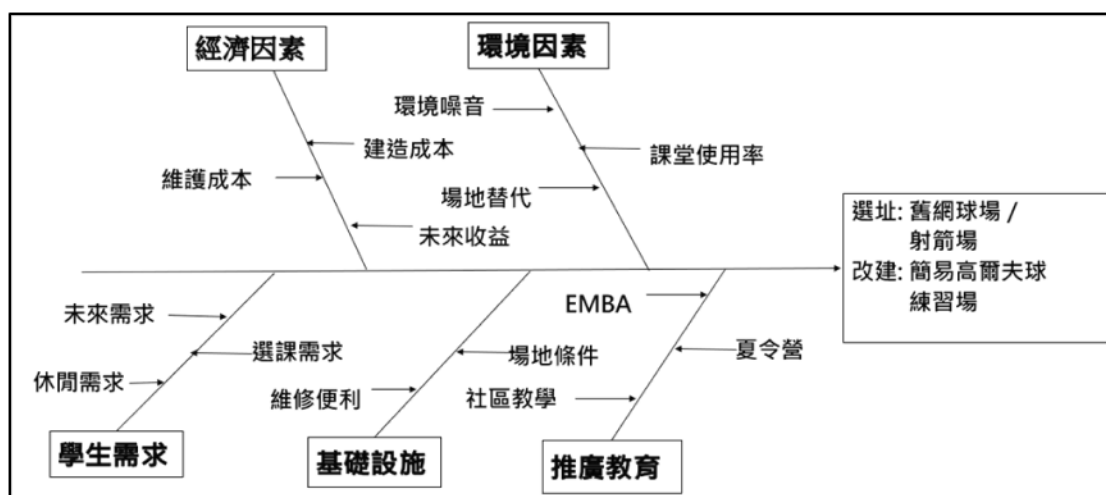 經濟因素
環境因素
環境噪音
建造成本
課堂使用率
維護成本
場地替代
未來收益
選址: 舊網球場 /
射箭場
改建: 簡易高爾夫球
練習場
EMBA
未來需求
選課需求
場地條件
夏令營
休閒需求
維修便利
社區教學
學生需求
基礎設施
推廣教育